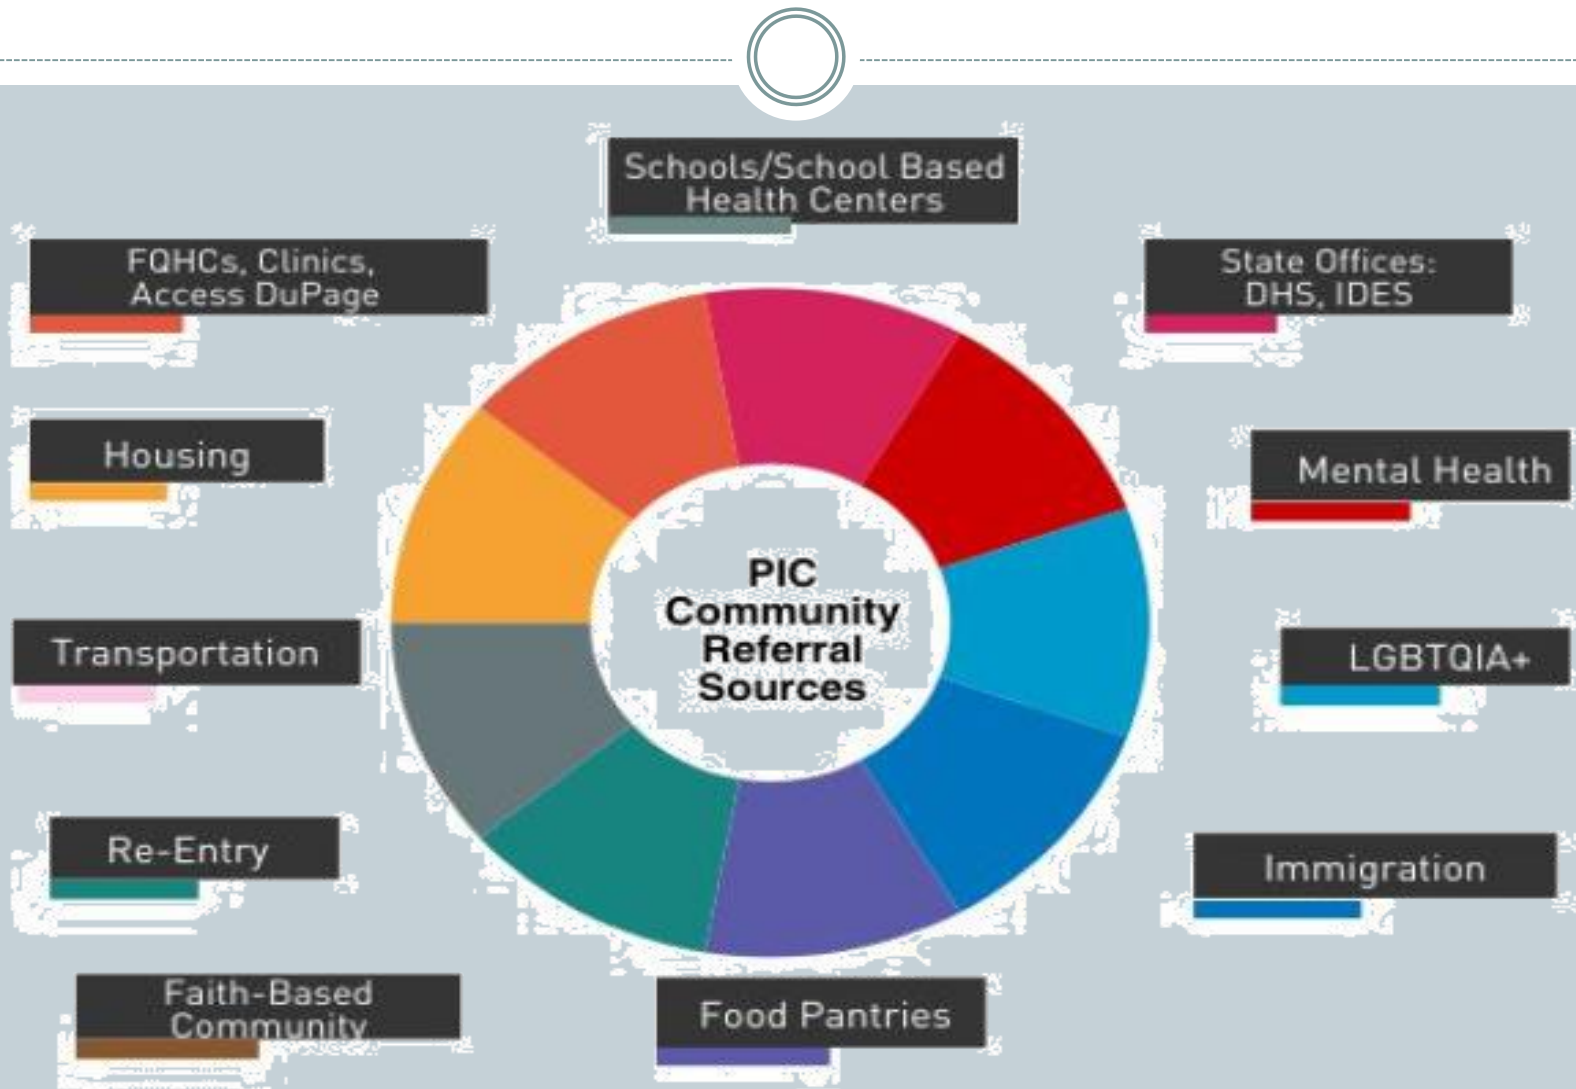 Schools/School Based
Health Centers
FQHCs, Clinics,
Access DuPage
State Offices:
DHS, IDES
Housing
Mental Health
PIC
Community
Referral
Sources
Transportation
LGBTQIA+
Re-Entry
Immigration
Faith-Based
Community
Food Pantries